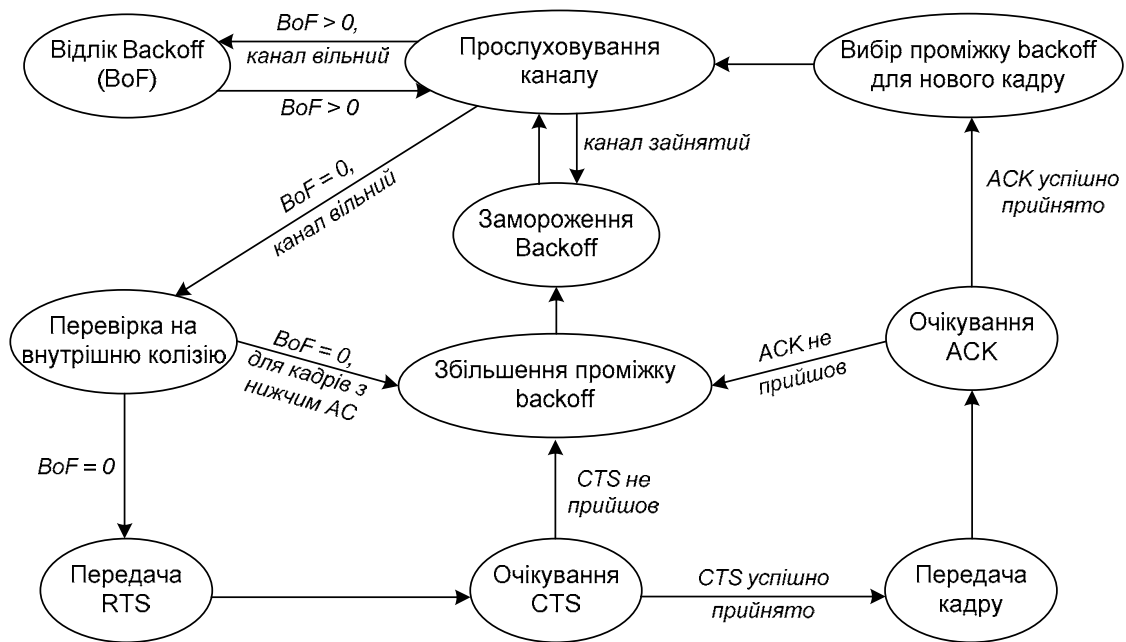 Відлік Backoff
(BoF)
BoF > 0,
канал вільний
BoF > 0
Прослуховування
каналу
Вибір проміжку backoff
для нового кадру
канал зайнятий
BoF = 0,
канал вільний
ACK успішно
прийнято
Замороження
Backoff
Перевірка на
внутрішню колізію
BoF = 0,
для кадрів з
нижчим AC
Збільшення проміжку
backoff
ACK не
прийшов
Очікування
ACK
BoF = 0
CTS не
прийшов
Передача
RTS
Очікування
CTS
CTS успішно
прийнято
Передача
кадру